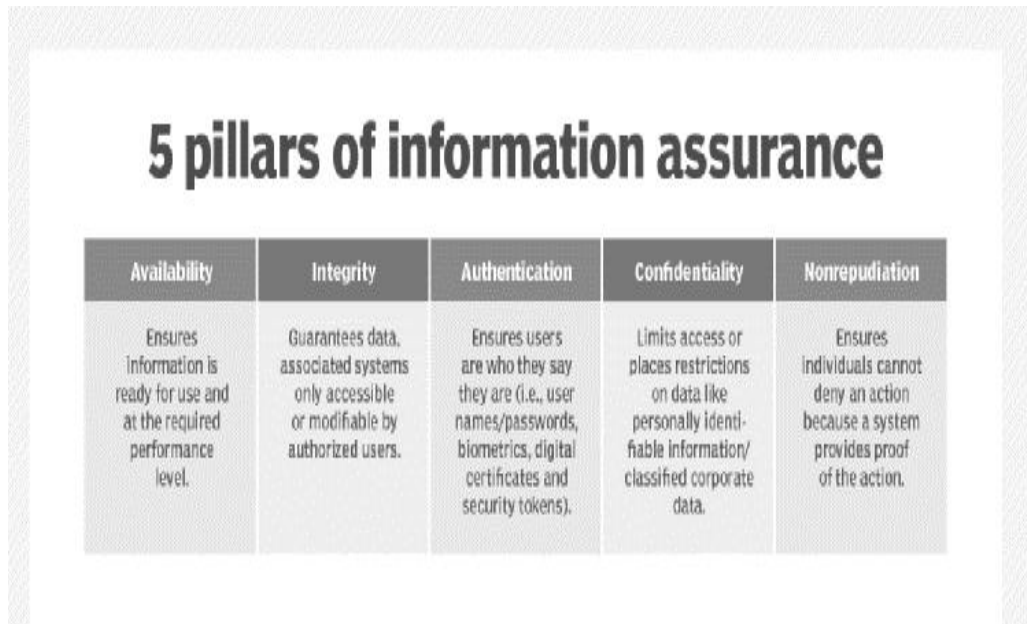 5 pillars of information assurance
Availability
Ensures
information is
ready for use and
at the required
performance
level.
Integrity
Guarantees data,
associated systems
only accessible
or modifiable by
authorized users.
Authentication
Ensures users
are who they say
they are (i.e., user
names/passwords,
biometrics, digital
certificates and
security tokens).
Confidentiality
Limits access or
places restrictions
on data like
personally identi-
fiable information/
classified corporate
data.
Nonrepudiation
Ensures
individuals cannot
deny an action
because a system
provides proof
of the action.